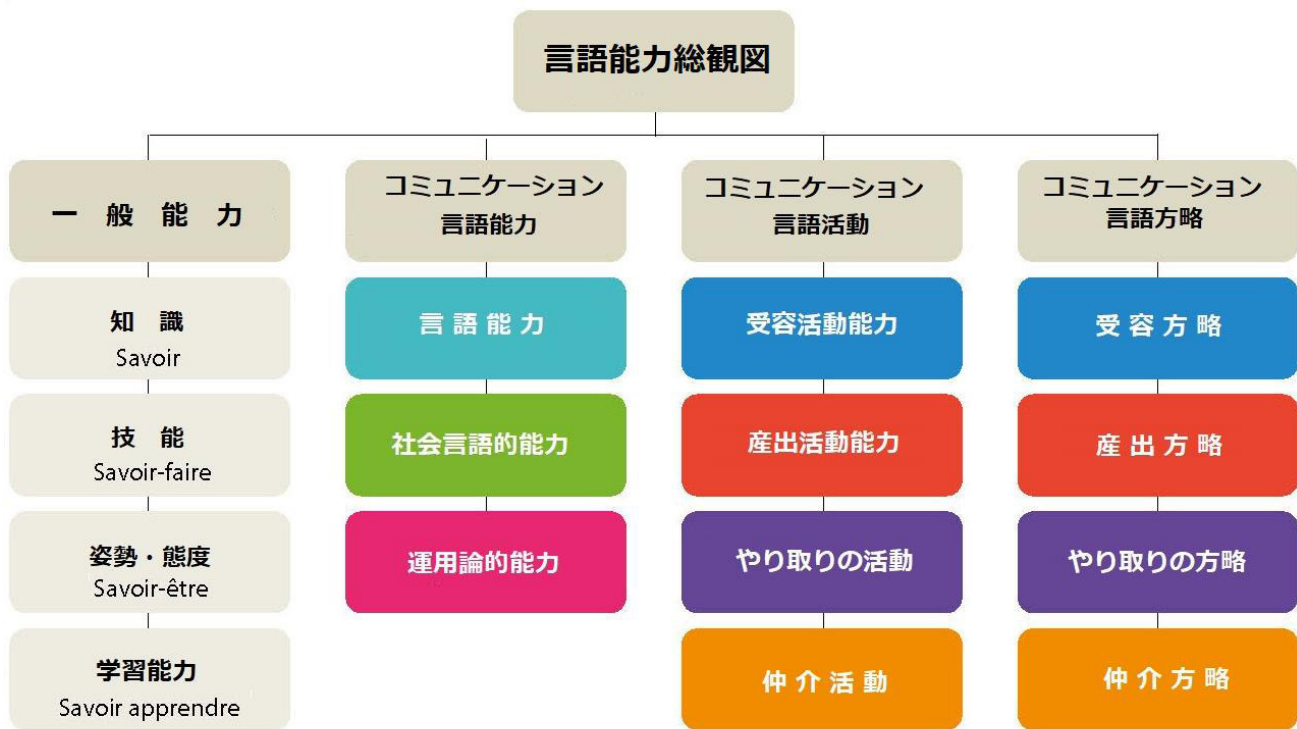 言語能力総観図
一 般 能 力
知 識
Savoir
技 能
Savoir-faire
姿勢・態度
Savoir-être
学習能力
Savoir apprendre
コミュニケーション
言語能力
言 語 能 力
社会言語的能力
運用論的能力
コミュニケーション
言語活動
受容活動能力
産出活動能力
やり取りの活動
仲 介 活 動
コミュニケーション
言語方略
受 容 方 略
産 出 方 略
やり取りの方略
仲 介 方 略